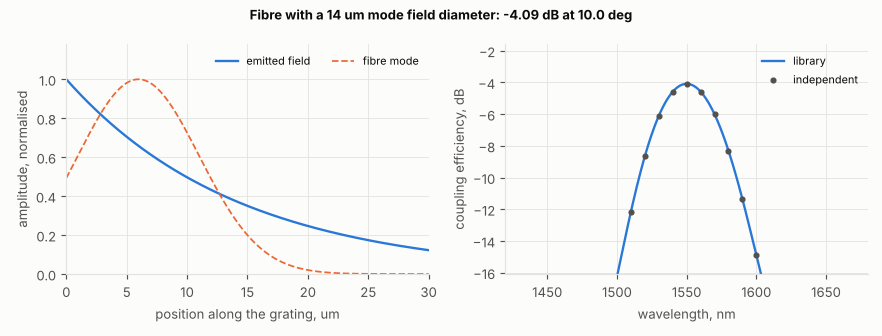 Fibre with a 14 um mode field diameter: -4.09 dB at 10.0 deg
emitted field
fibre mode
amplitude, normalised
1.0
0.8
0.6
0.4
0.2
0.0
0
5
10
15
20
25
30
position along the grating, um
library
independent
coupling efficiency, dB
−2
−4
−6
−8
−10
−12
−14
−16
1450
1500
1550
1600
1650
wavelength, nm